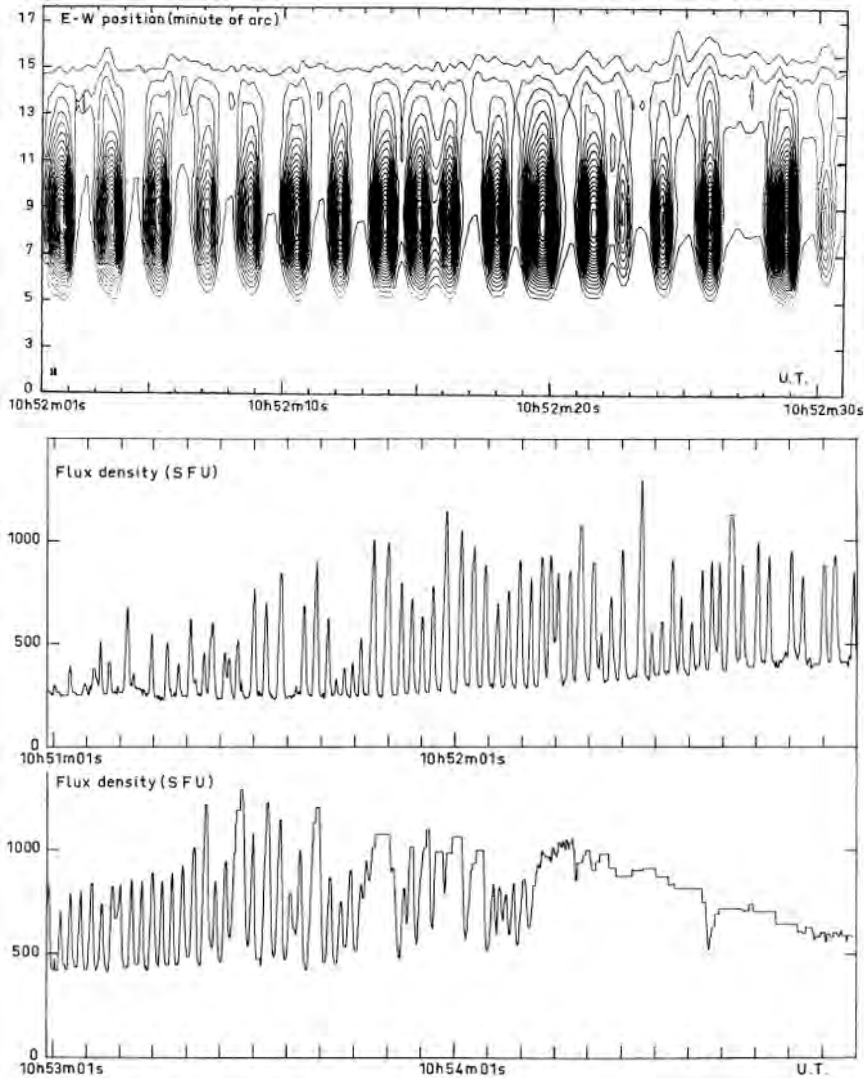 17
E-W position (minute of arc)
15
13
11
9
7
5
3
0
U.T.
10h52m01s 10h52m10s 10h52m20s 10h52m30s
Flux density (SFU)
1000
500
0
10h51m01s 10h52m01s
Flux density (SFU)
1000
500
0
10h53m01s 10h54m01s U.T.